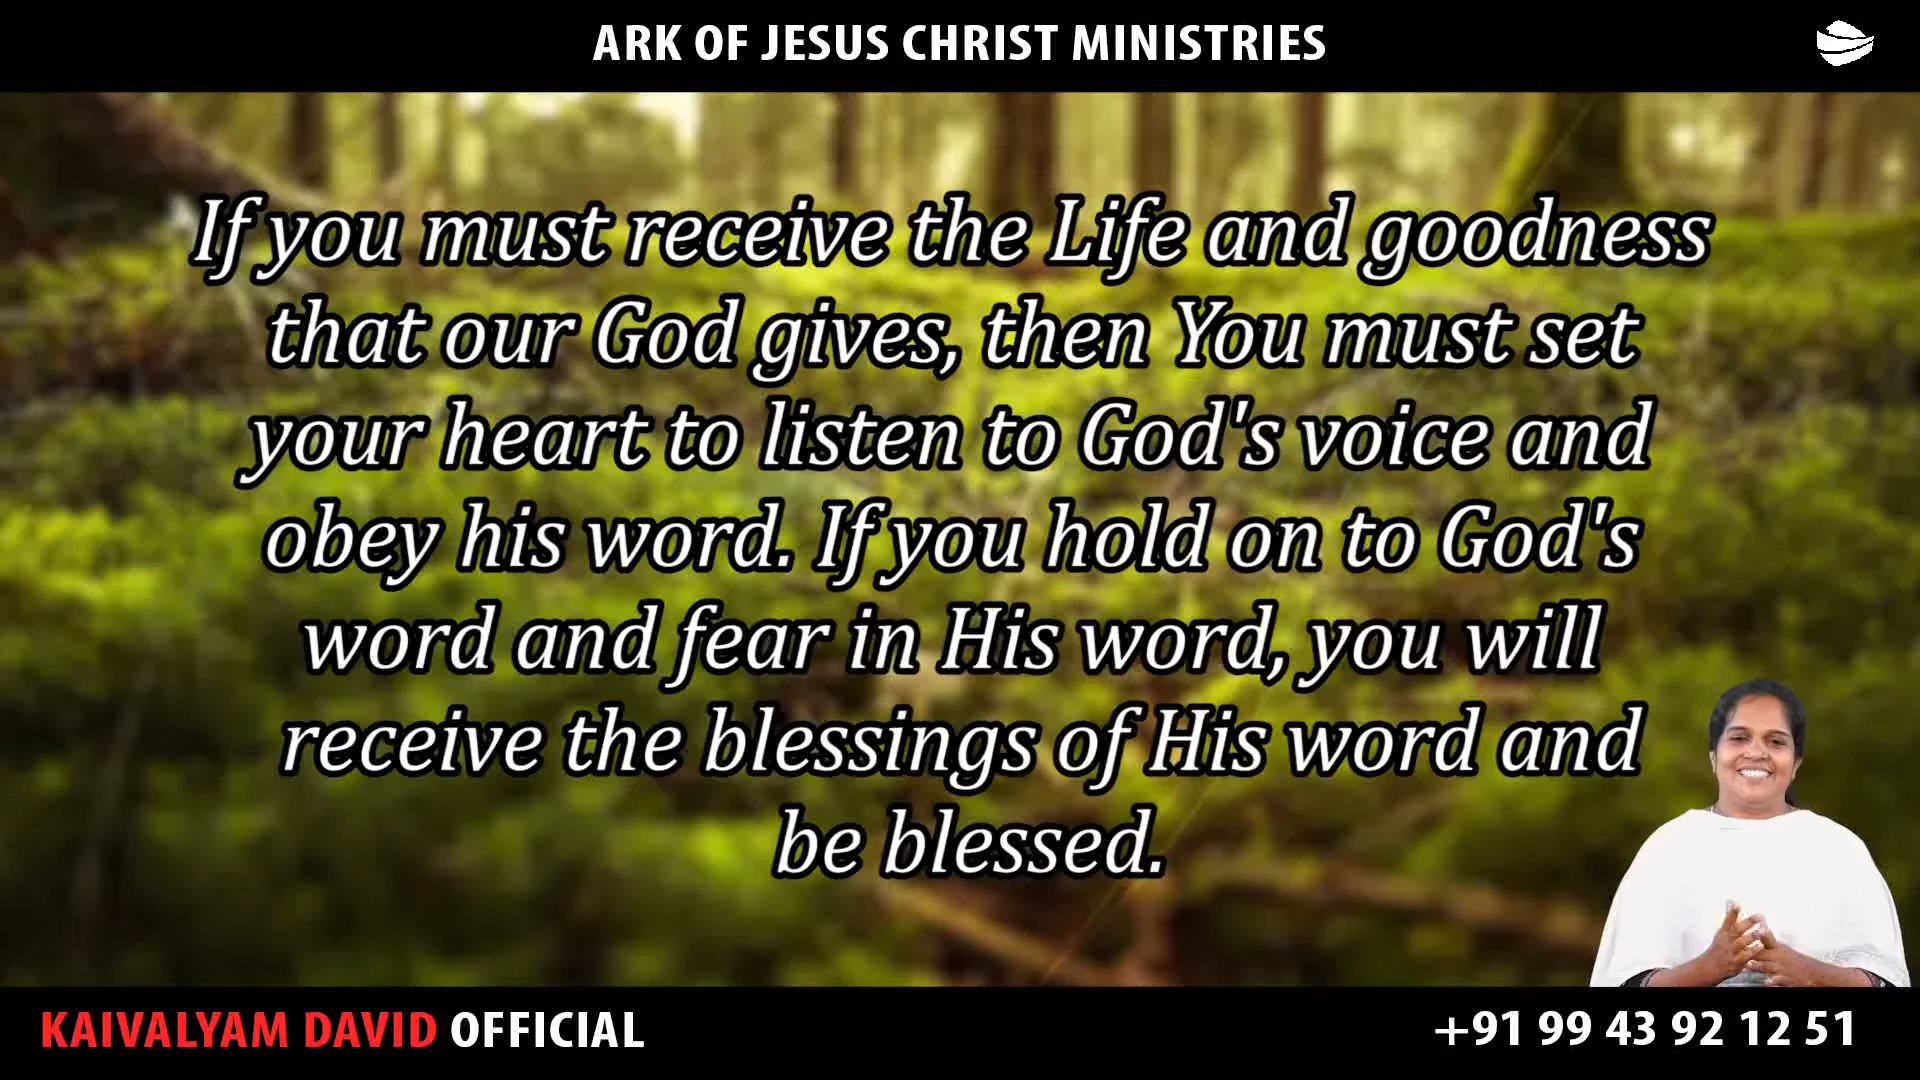 ARK OF JESUS CHRIST MINISTRIES
If you must receive the Life and goodness
that our God gives, then You must set
your heart to listen to God's voice and
obey his word. If you hold on to God's
word and fear in His word, you will
receive the blessings of His word and
be blessed.
KAIVALYAM DAVID OFFICIAL
+91 99 43 92 12 51